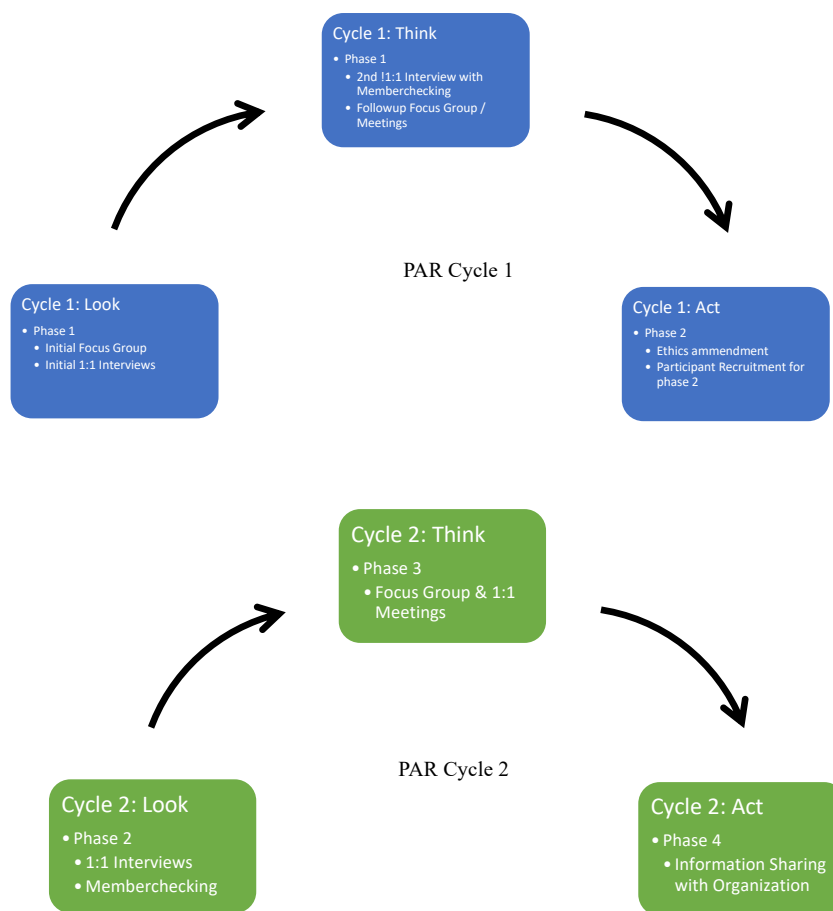 Cycle 1: Think
• Phase 1
• 2nd !1:1 Interview with
Memberchecking
• Followup Focus Group /
Meetings
PAR Cycle 1
Cycle 1: Look
• Phase 1
• Initial Focus Group
• Initial 1:1 Interviews
Cycle 1: Act
• Phase 2
• Ethics ammendment
• Participant Recruitment for
phase 2
Cycle 2: Think
• Phase 3
• Focus Group & 1:1
Meetings
PAR Cycle 2
Cycle 2: Look
• Phase 2
• 1:1 Interviews
• Memberchecking
Cycle 2: Act
• Phase 4
• Information Sharing
with Organization